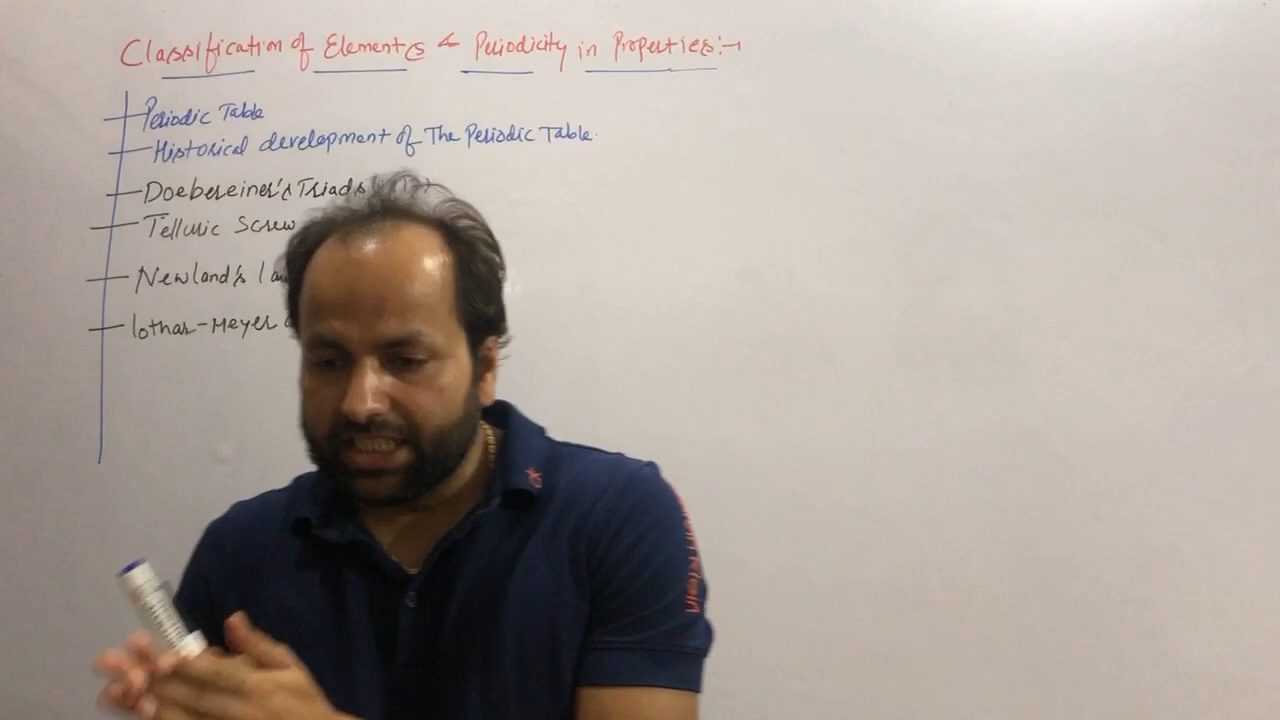 Classification of Elements & Periodicity in Properties:-
Periodic Table
Historical development of The Periodic Table.
Doebereiner's Triads
Telluric Screw
Newland's
Lothar-Meyer